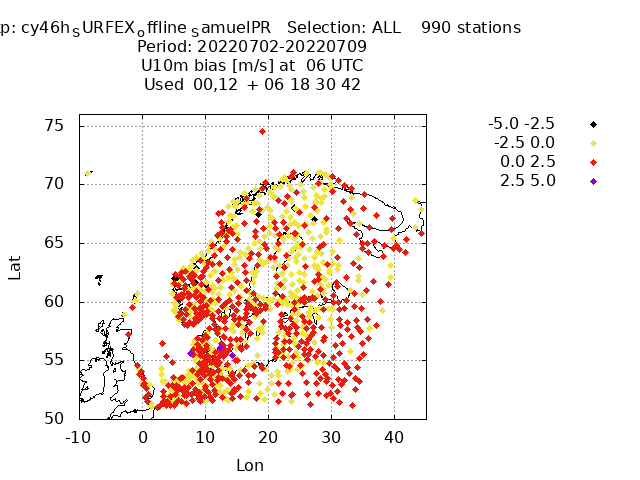 p: cy46h_SURFEX_offline_SamueIPR Selection: ALL 990 stations
Period: 20220702-20220709
U10m bias [m/s] at 06 UTC
Used 00,12 + 06 18 30 42
-5.0 -2.5
-2.5 0.0
0.0 2.5
2.5 5.0
75
70
65
60
55
50
Lat
-10 0 10 20 30 40
Lon